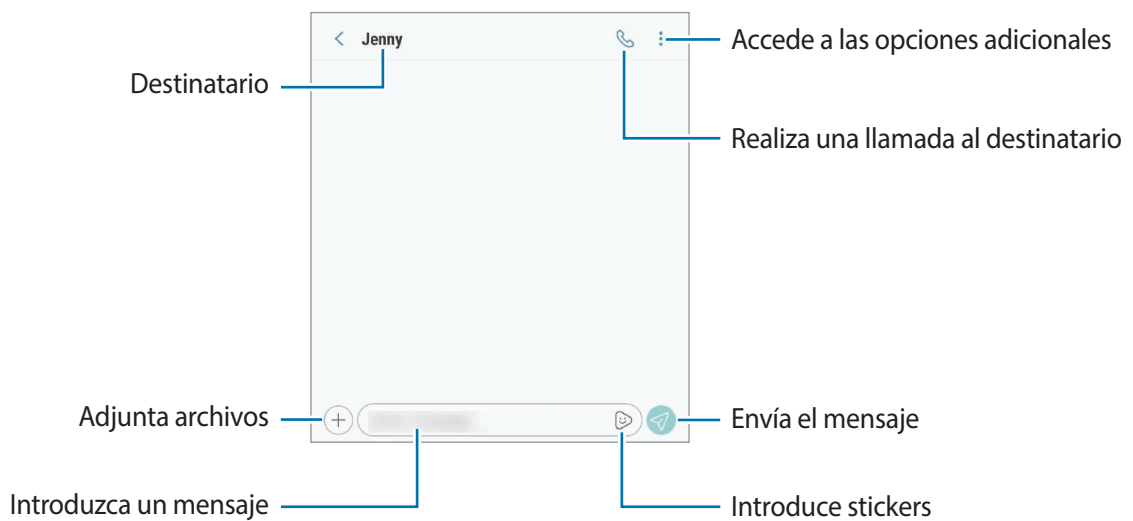 Jenny
Accede a las opciones adicionales
Destinatario
Realiza una llamada al destinatario
Adjunta archivos
Envía el mensaje
Introduzca un mensaje
Introduce stickers